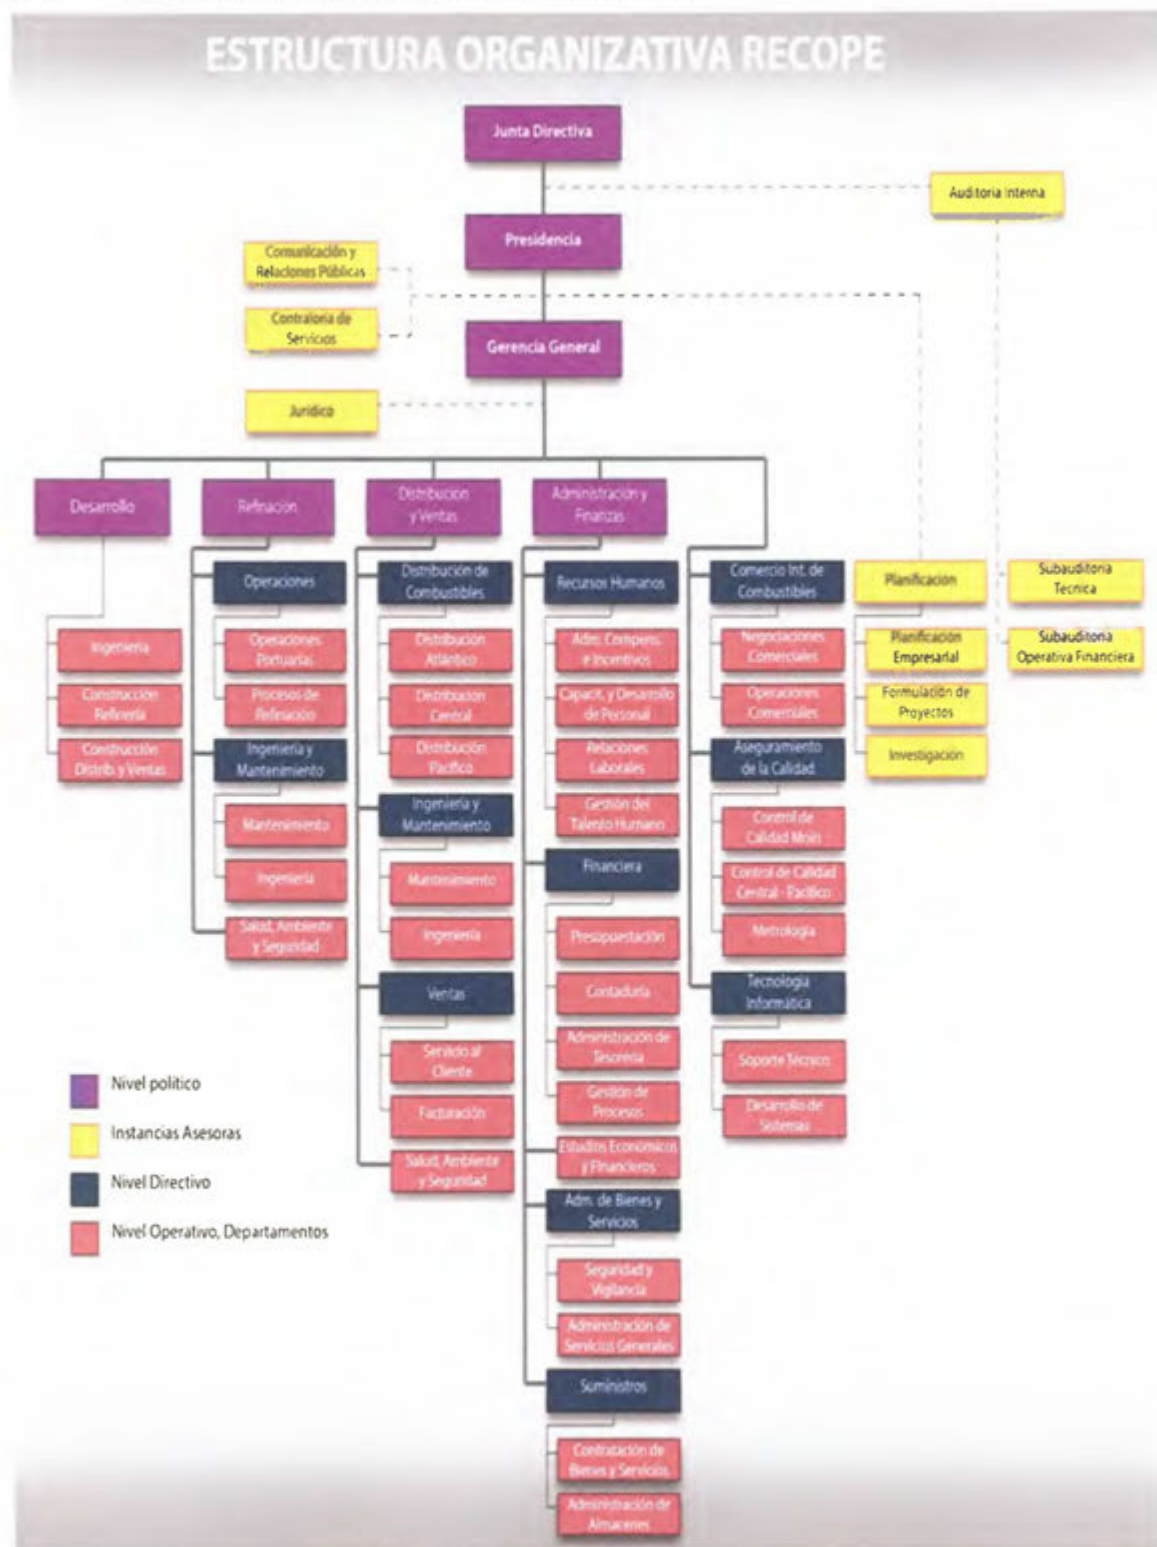 ESTRUCTURA ORGANIZATIVA RECOPE
Junta Directiva
Auditoria Interna
Presidencia
Comunicación y
Relaciones Públicas
Contraloria de
Servicios
Gerencia General
Jurídico
Desarrollo
Refinación
Distribucion
y Ventas
Administración y
Finanzas
Ingeniería
Construcción
Refinería
Construcción
Distrib. y Ventas
Operaciones
Operaciones
Portuarias
Procesos de
Refinación
Ingeniería y
Mantenimiento
Mantenimiento
Ingeniería
Salud, Ambiente
y Seguridad
Distribución de
Combustibles
Distribución
Atlántico
Distribución
Central
Distribución
Pacífico
Ingeniería y
Mantenimiento
Mantenimiento
Ingeniería
Ventas
Servicio al
Cliente
Facturación
Salud, Ambiente
y Seguridad
Recursos Humanos
Adm. Compens.
e Incentivos
Capacit. y Desarrollo
de Personal
Relaciones
Laborales
Gestión del
Talento Humano
Financiera
Presupuestación
Contaduría
Administración de
Tesorería
Gestión de
Procesos
Estudios Económicos
y Financieros
Adm. de Bienes y
Servicios
Seguridad y
Vigilancia
Administración de
Servicios Generales
Suministros
Contratación de
Bienes y Servicios
Administración de
Almacenes
Comercio Int. de
Combustibles
Negociaciones
Comerciales
Operaciones
Comerciales
Aseguramiento
de la Calidad
Control de
Calidad Moín
Control de Calidad
Central - Pacífico
Metrología
Tecnología
Informática
Soporte Técnico
Desarrollo de
Sistemas
Planificación
Planificación
Empresarial
Formulación de
Proyectos
Investigación
Subauditoria
Tecnica
Subauditoria
Operativa Financiera
Nivel politico
Instancias Asesoras
Nivel Directivo
Nivel Operativo, Departamentos